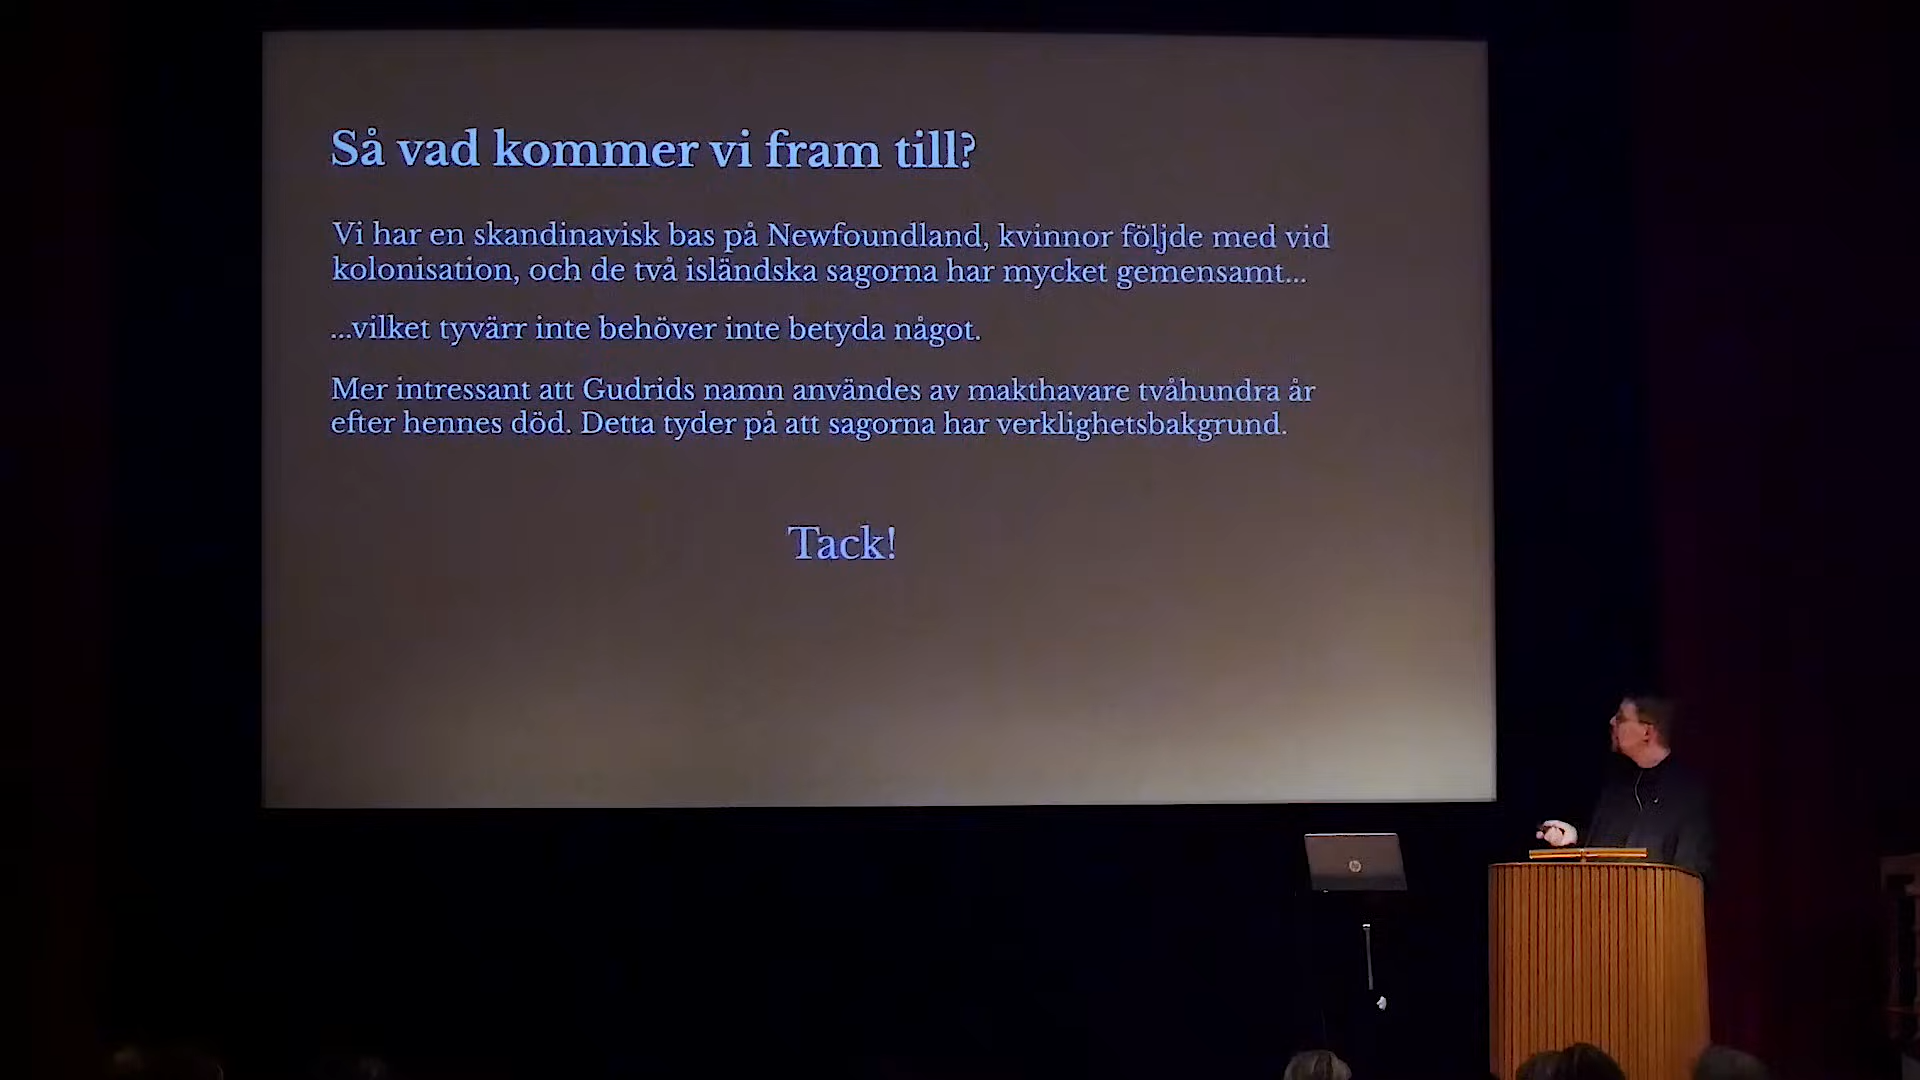 Så vad kommer vi fram till?
Vi har en skandinavisk bas på Newfoundland, kvinnor följde med vid
kolonisation, och de två isländska sagorna har mycket gemensamt...
...vilket tyvärr inte behöver inte betyda något.
Mer intressant att Gudrids namn användes av makthavare tvåhundra år
efter hennes död. Detta tyder på att sagorna har verklighetsbakgrund.
Tack!